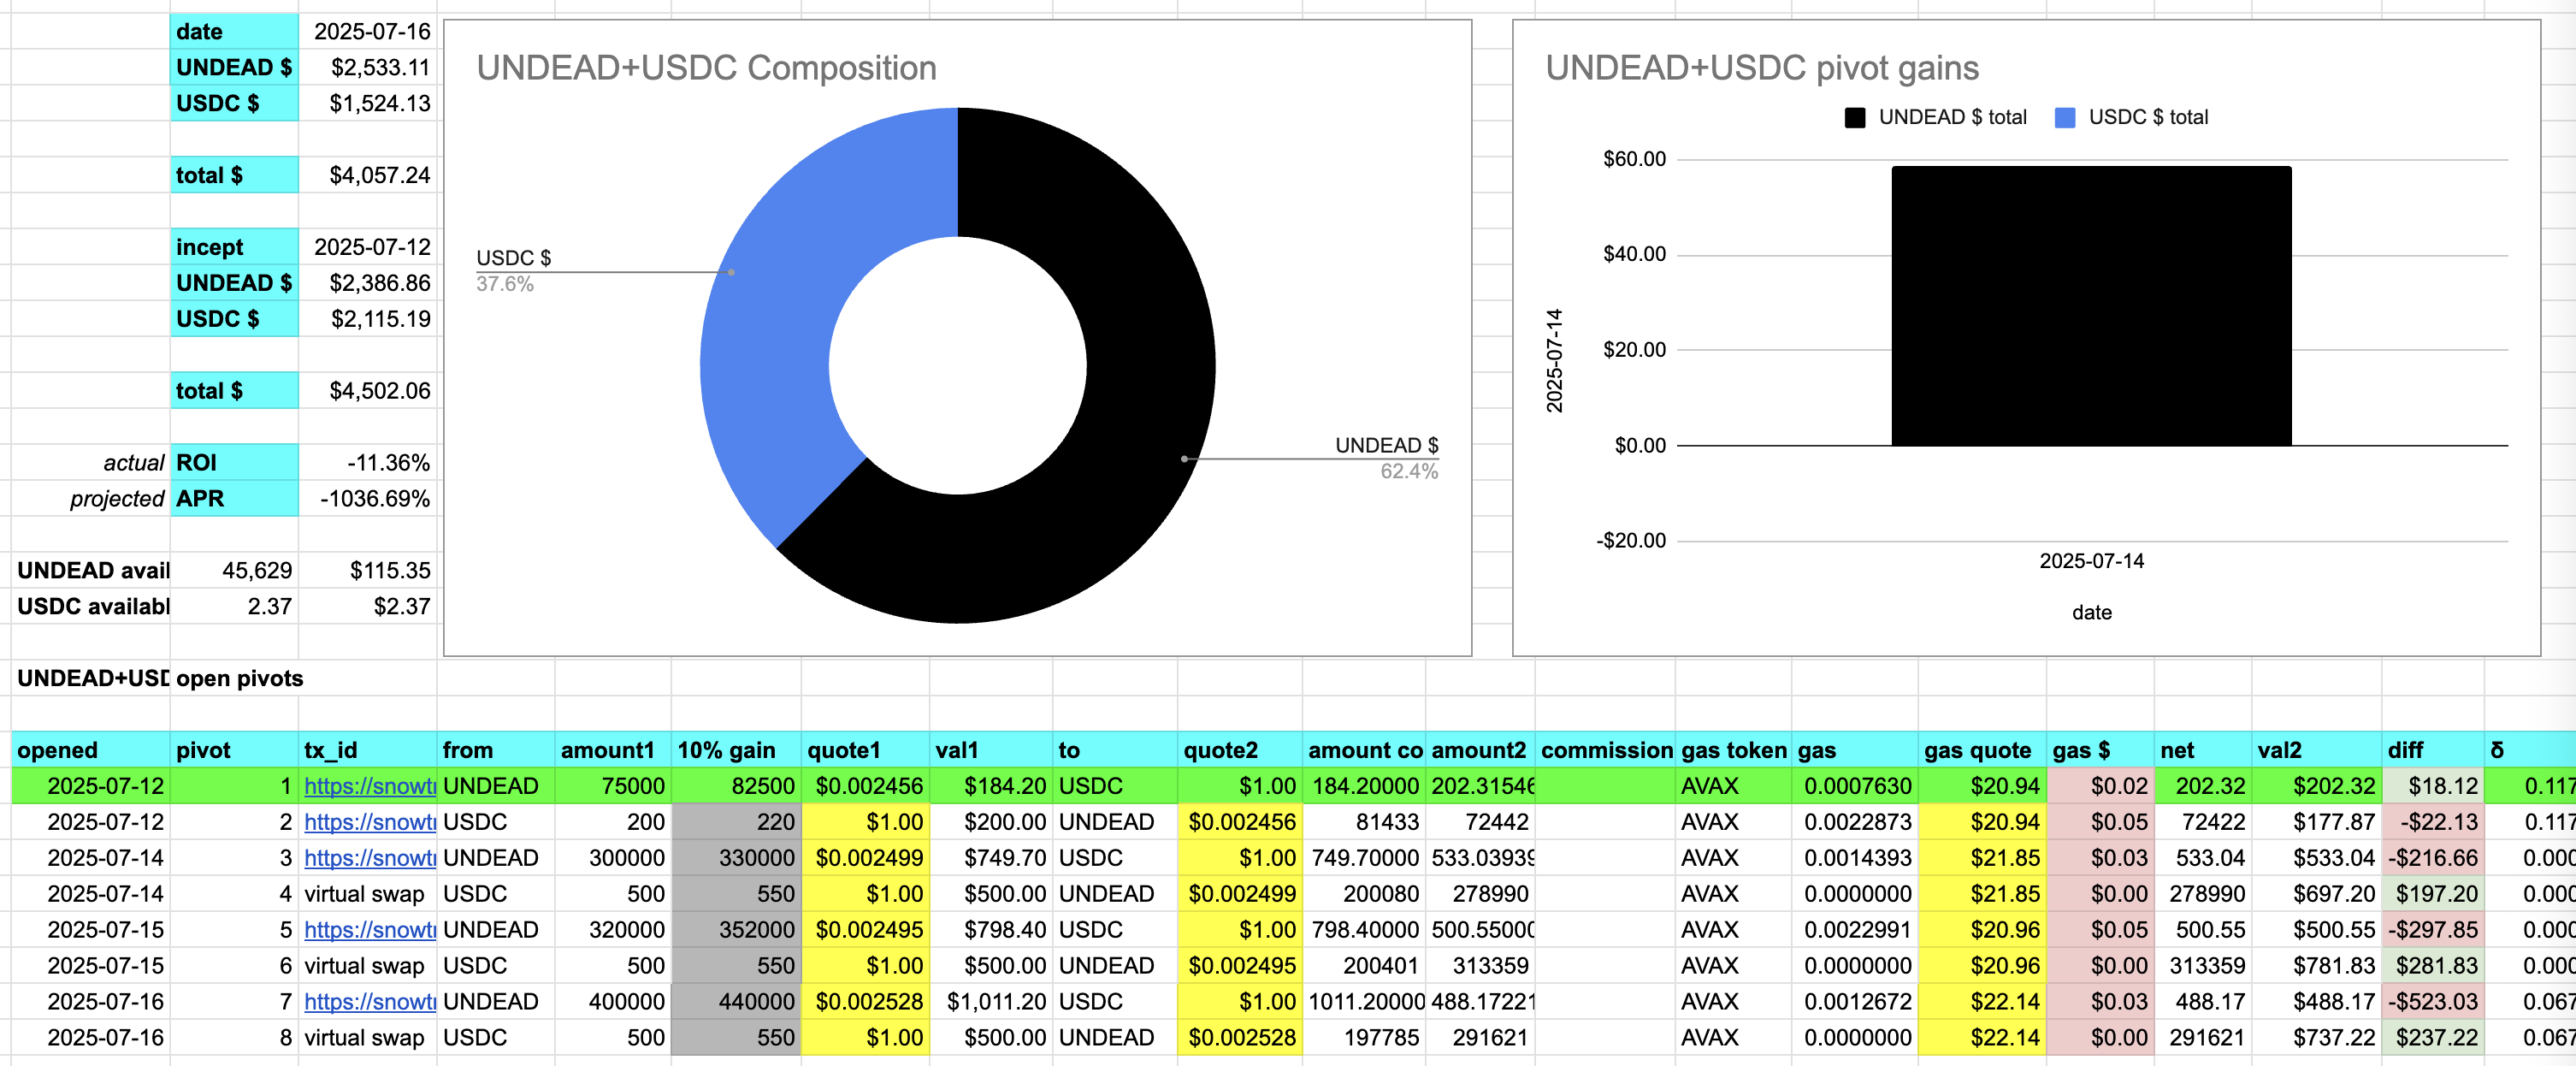 date 2025-07-16
UNDEAD $ $2,533.11
USDC $ $1,524.13
total $ $4,057.24
incept 2025-07-12
UNDEAD $ $2,386.86
USDC $ $2,115.19
total $ $4,502.06
actual ROI -11.36%
projected APR -1036.69%
UNDEAD avail 45,629 $115.35
USDC availabl 2.37 $2.37
UNDEAD+USDC Composition
USDC $
37.6%
UNDEAD $
62.4%
UNDEAD+USDC pivot gains
UNDEAD $ total USDC $ total
$60.00
$40.00
$20.00
$0.00
-$20.00
2025-07-14
2025-07-14
date
UNDEAD+USD open pivots
opened pivot tx_id from amount1 10% gain quote1 val1 to quote2 amount co amount2 commission gas token gas gas quote gas $ net val2 diff δ
2025-07-12 1 https://snowtr UNDEAD 75000 82500 $0.002456 $184.20 USDC $1.00 184.20000 202.31546 AVAX 0.0007630 $20.94 $0.02 202.32 $202.32 $18.12 0.117
2025-07-12 2 https://snowtr USDC 200 220 $1.00 $200.00 UNDEAD $0.002456 81433 72442 AVAX 0.0022873 $20.94 $0.05 72422 $177.87 -$22.13 0.117
2025-07-14 3 https://snowtr UNDEAD 300000 330000 $0.002499 $749.70 USDC $1.00 749.70000 533.03939 AVAX 0.0014393 $21.85 $0.03 533.04 $533.04 -$216.66 0.000
2025-07-14 4 virtual swap USDC 500 550 $1.00 $500.00 UNDEAD $0.002499 200080 278990 AVAX 0.0000000 $21.85 $0.00 278990 $697.20 $197.20 0.000
2025-07-15 5 https://snowtr UNDEAD 320000 352000 $0.002495 $798.40 USDC $1.00 798.40000 500.55000 AVAX 0.0022991 $20.96 $0.05 500.55 $500.55 -$297.85 0.000
2025-07-15 6 virtual swap USDC 500 550 $1.00 $500.00 UNDEAD $0.002495 200401 313359 AVAX 0.0000000 $20.96 $0.00 313359 $781.83 $281.83 0.000
2025-07-16 7 https://snowtr UNDEAD 400000 440000 $0.002528 $1,011.20 USDC $1.00 1011.20000 488.17221 AVAX 0.0012672 $22.14 $0.03 488.17 $488.17 -$523.03 0.067
2025-07-16 8 virtual swap USDC 500 550 $1.00 $500.00 UNDEAD $0.002528 197785 291621 AVAX 0.0000000 $22.14 $0.00 291621 $737.22 $237.22 0.067